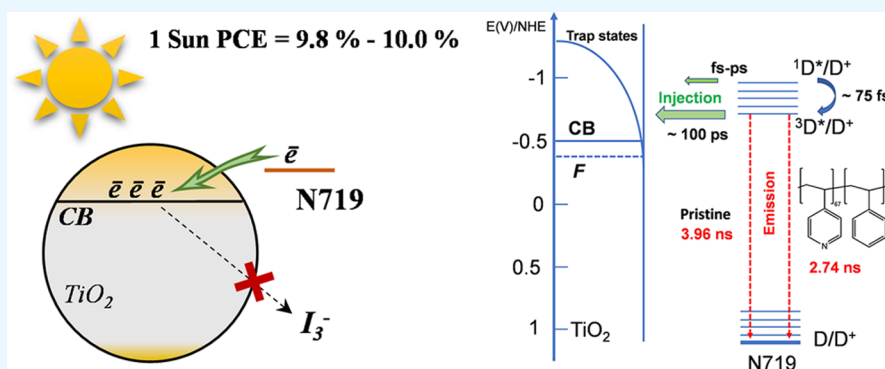 1 Sun PCE = 9.8 % - 10.0 %
ē
ē ē ē
N719
CB
TiO2
I3-
E(V)/NHE
Trap states
-1
-0.5
0
0.5
1
CB
F
TiO2
fs-ps
Injection
~ 100 ps
1D*/D+
~ 75 fs
3D*/D+
Pristine
3.96 ns
Emission
67
N
2.74 ns
D/D+
N719